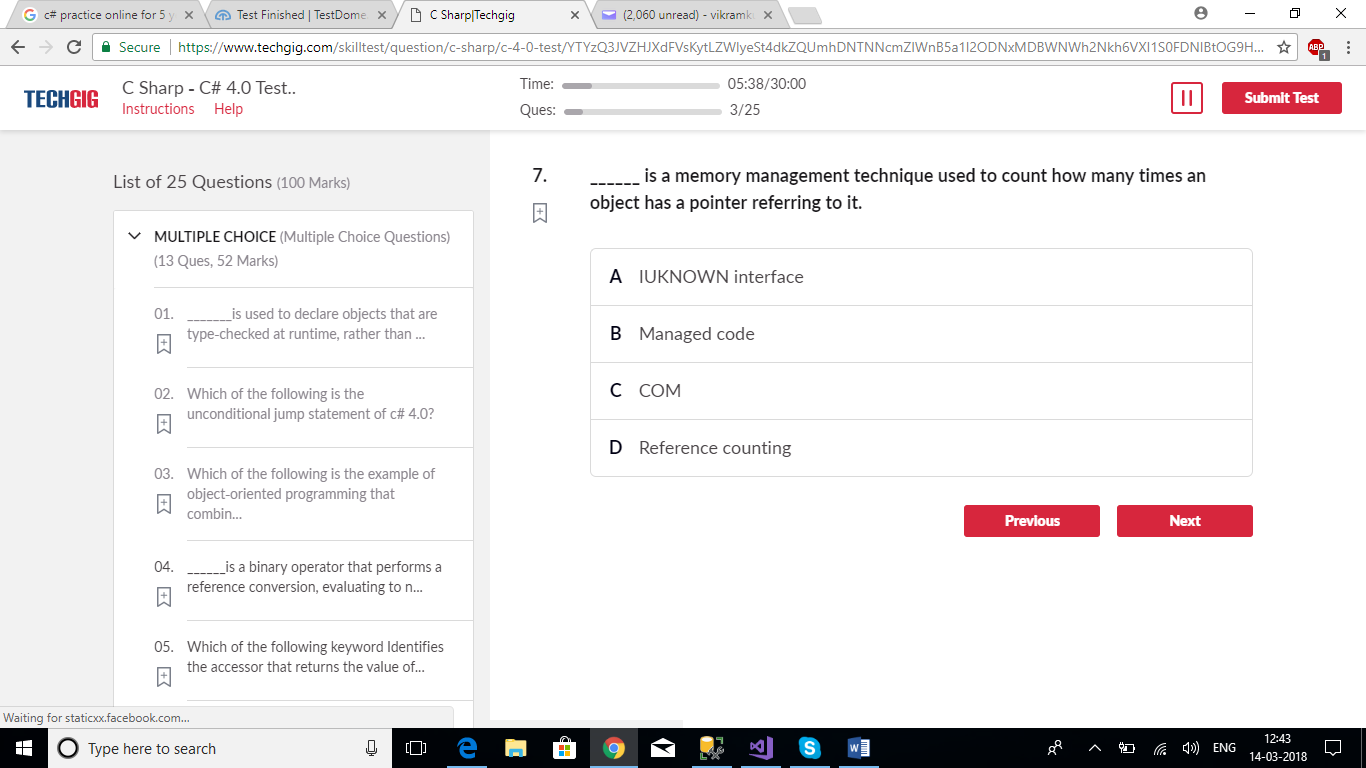 c# practice online for 5 y
Test Finished | TestDome
C Sharp|Techgig
(2,060 unread) - vikramk
Secure
https://www.techgig.com/skilltest/question/c-sharp/c-4-0-test/
ABP
1
TECHGIG
C Sharp - C# 4.0 Test..
Instructions Help
Time: 05:38/30:00
Ques: 3/25
Submit Test
List of 25 Questions (100 Marks)
MULTIPLE CHOICE (Multiple Choice Questions)
(13 Ques, 52 Marks)
01. _______is used to declare objects that are
type-checked at runtime, rather than ...
02. Which of the following is the
unconditional jump statement of c# 4.0?
03. Which of the following is the example of
object-oriented programming that
combin...
04. ______is a binary operator that performs a
reference conversion, evaluating to n...
05. Which of the following keyword Identifies
the accessor that returns the value of...
7. ______ is a memory management technique used to count how many times an
object has a pointer referring to it.
A IUKNOWN interface
B Managed code
C COM
D Reference counting
Previous
Next
Waiting for staticxx.facebook.com...
Type here to search
ENG
12:43
14-03-2018